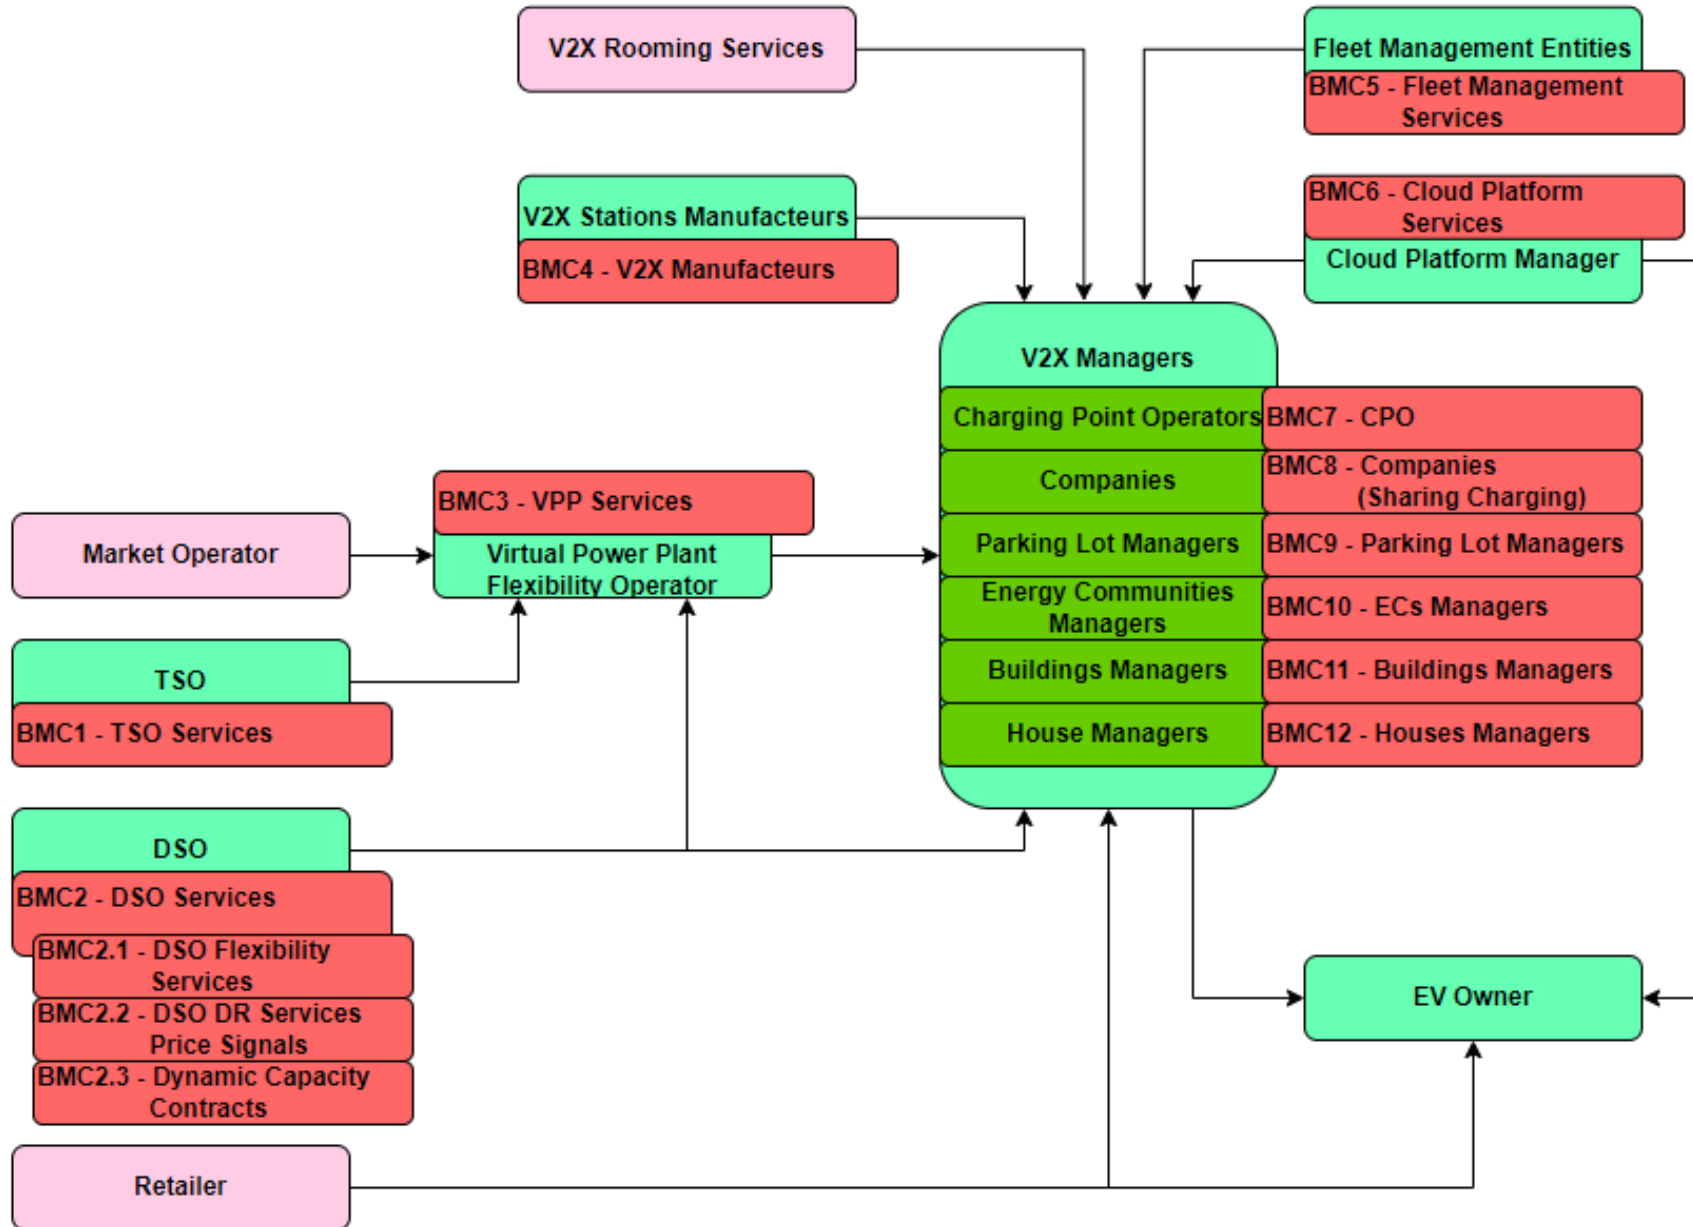 V2X Rooming Services
Fleet Management Entities
BMC5 - Fleet Management
Services
V2X Stations Manufacteurs
BMC4 - V2X Manufacteurs
BMC6 - Cloud Platform
Services
Cloud Platform Manager
V2X Managers
Charging Point Operators
BMC7 - CPO
Companies
BMC8 - Companies
(Sharing Charging)
Parking Lot Managers
BMC9 - Parking Lot Managers
Energy Communities
Managers
BMC10 - ECs Managers
Buildings Managers
BMC11 - Buildings Managers
House Managers
BMC12 - Houses Managers
BMC3 - VPP Services
Virtual Power Plant
Flexibility Operator
Market Operator
TSO
BMC1 - TSO Services
DSO
BMC2 - DSO Services
BMC2.1 - DSO Flexibility
Services
BMC2.2 - DSO DR Services
Price Signals
BMC2.3 - Dynamic Capacity
Contracts
EV Owner
Retailer